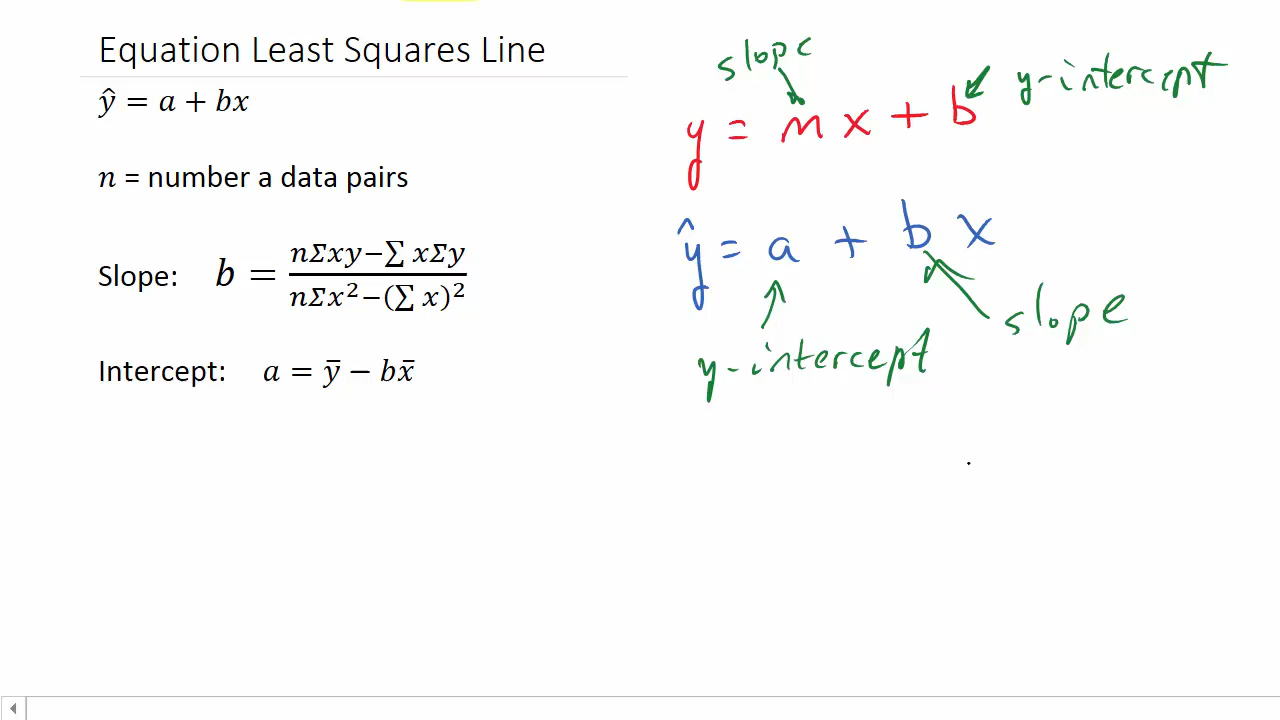 Equation Least Squares Line
ŷ = a + bx
n = number a data pairs
Slope: b = (nΣxy−∑ xΣy)/(nΣx²−(∑ x)²)
Intercept: a = ȳ − bx̄
slope
y-intercept
y = mx + b
ŷ = a + bx
slope
y-intercept